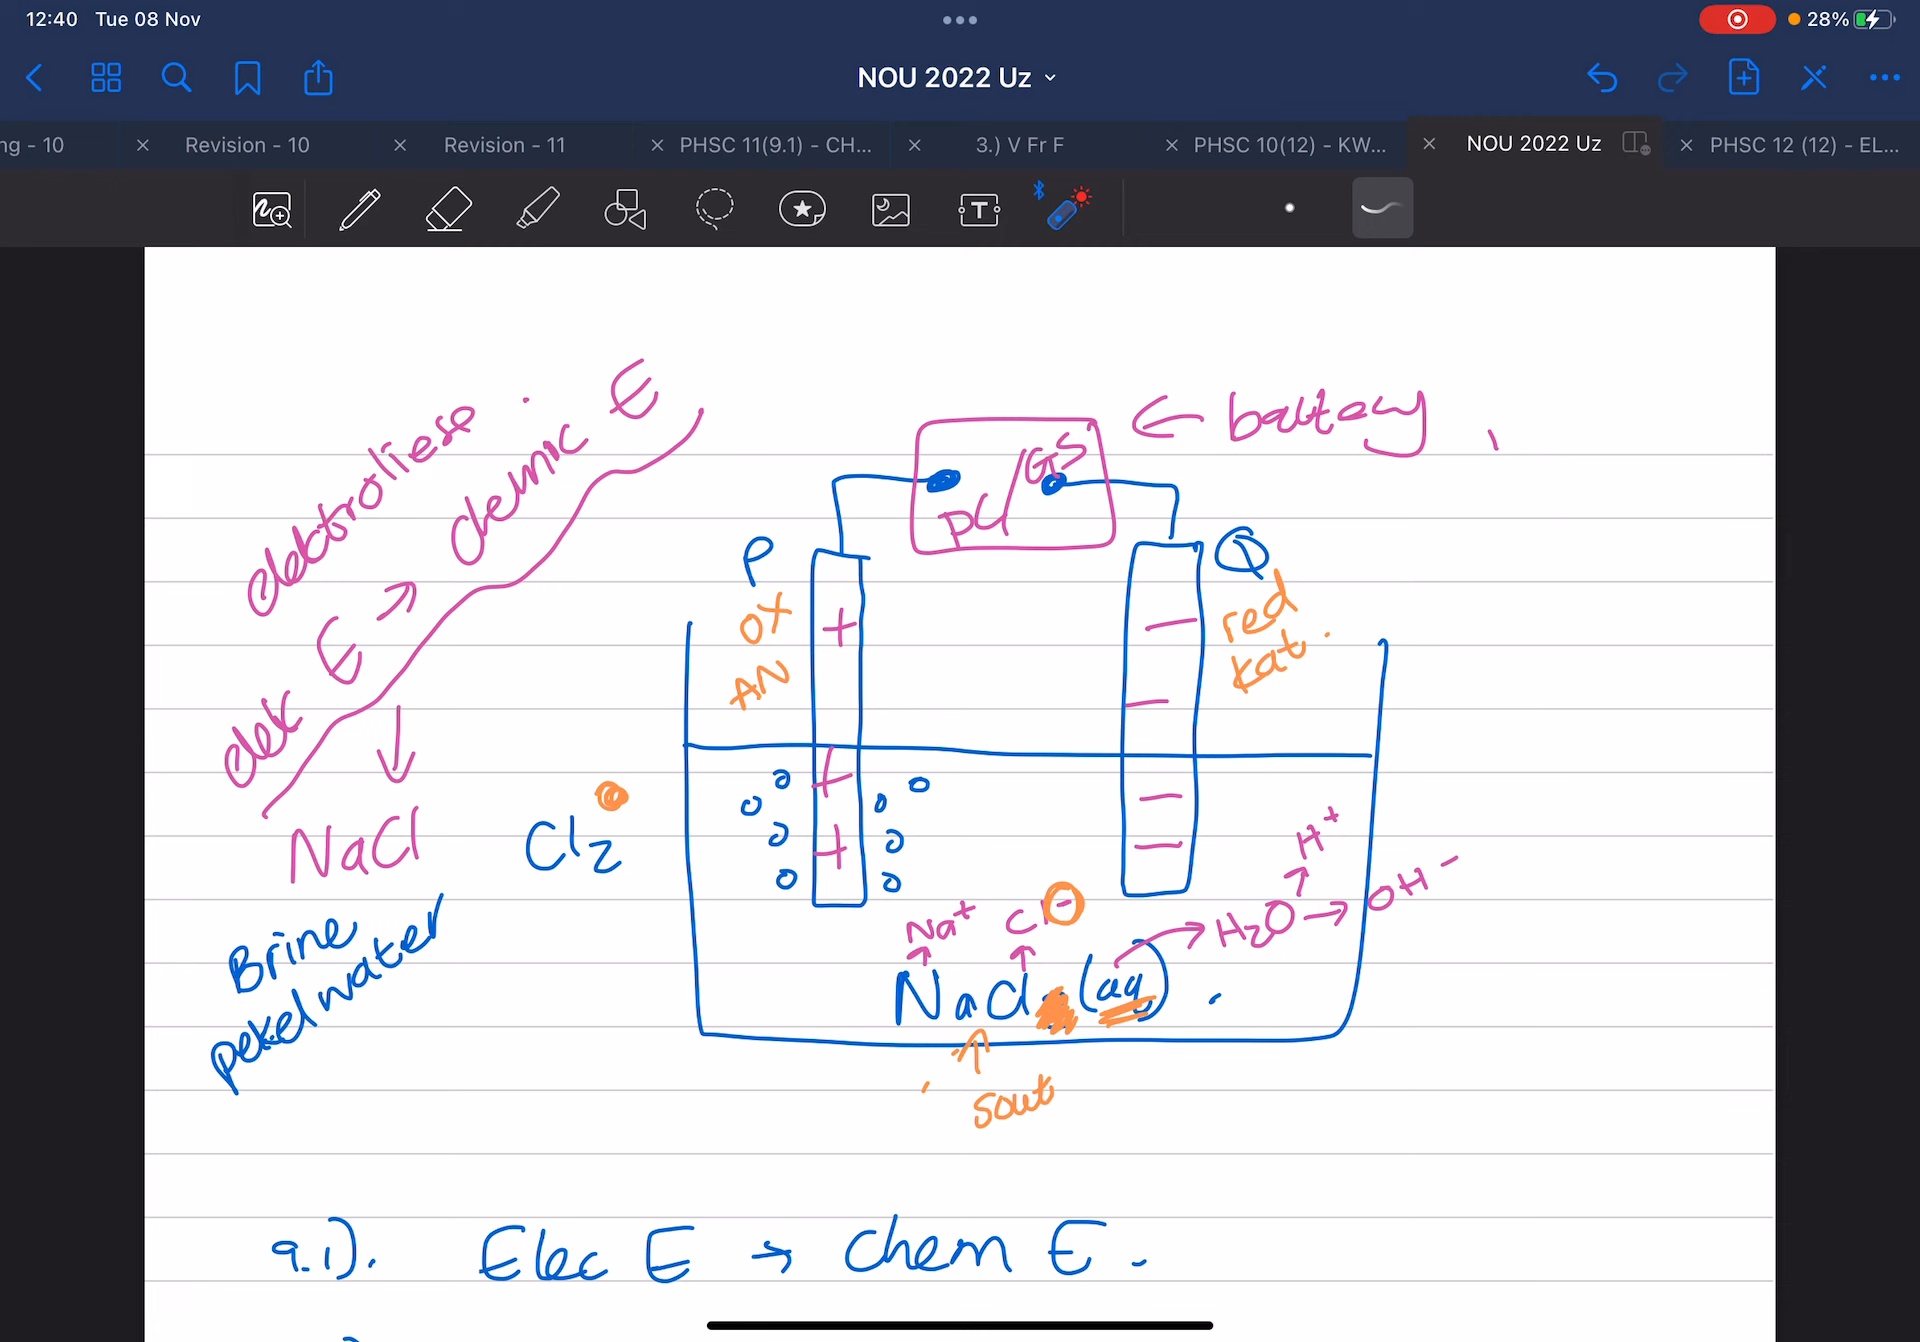 12:40 Tue 08 Nov
28%
NOU 2022 Uz
ng - 10
Revision - 10
Revision - 11
PHSC 11(9.1) - CH...
3.) V Fr F
PHSC 10(12) - KW...
NOU 2022 Uz
PHSC 12 (12) - EL...
elektroliese
elek E → chemic E
NaCl
Brine
pekelwater
Cl2
← battery
DC/GS
P
OX
AN
+
+
+
Q
red
kat.
Na+ Cl-
H2O → OH-
H+
NaCl (aq)
sout
9.1). Elec E → Chem E.